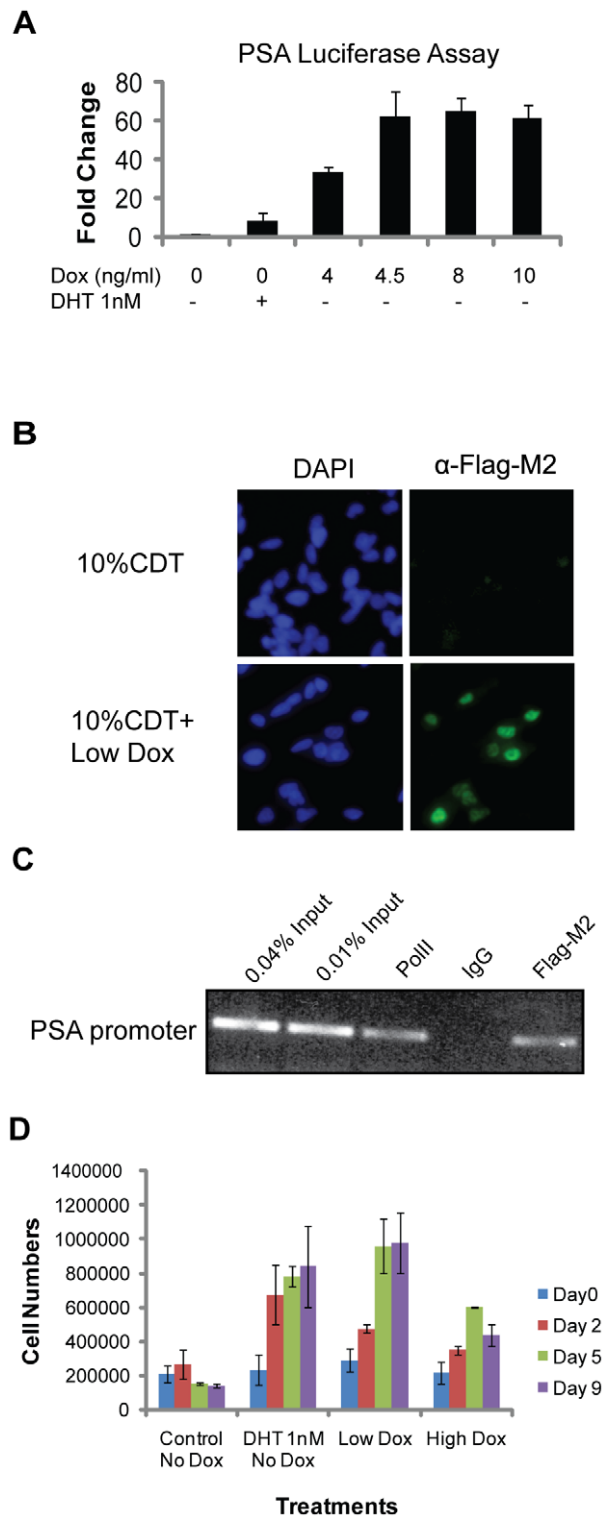 A
PSA Luciferase Assay
Fold Change
80
60
40
20
0
Dox (ng/ml) 0 0 4 4.5 8 10
DHT 1nM - + - - - -
B
DAPI α-Flag-M2
10%CDT
10%CDT+
Low Dox
C
0.04% Input 0.01% Input PolII IgG Flag-M2
PSA promoter
D
Cell Numbers
1400000
1200000
1000000
800000
600000
400000
200000
0
Day0
Day 2
Day 5
Day 9
Control DHT 1nM Low Dox High Dox
No Dox No Dox
Treatments